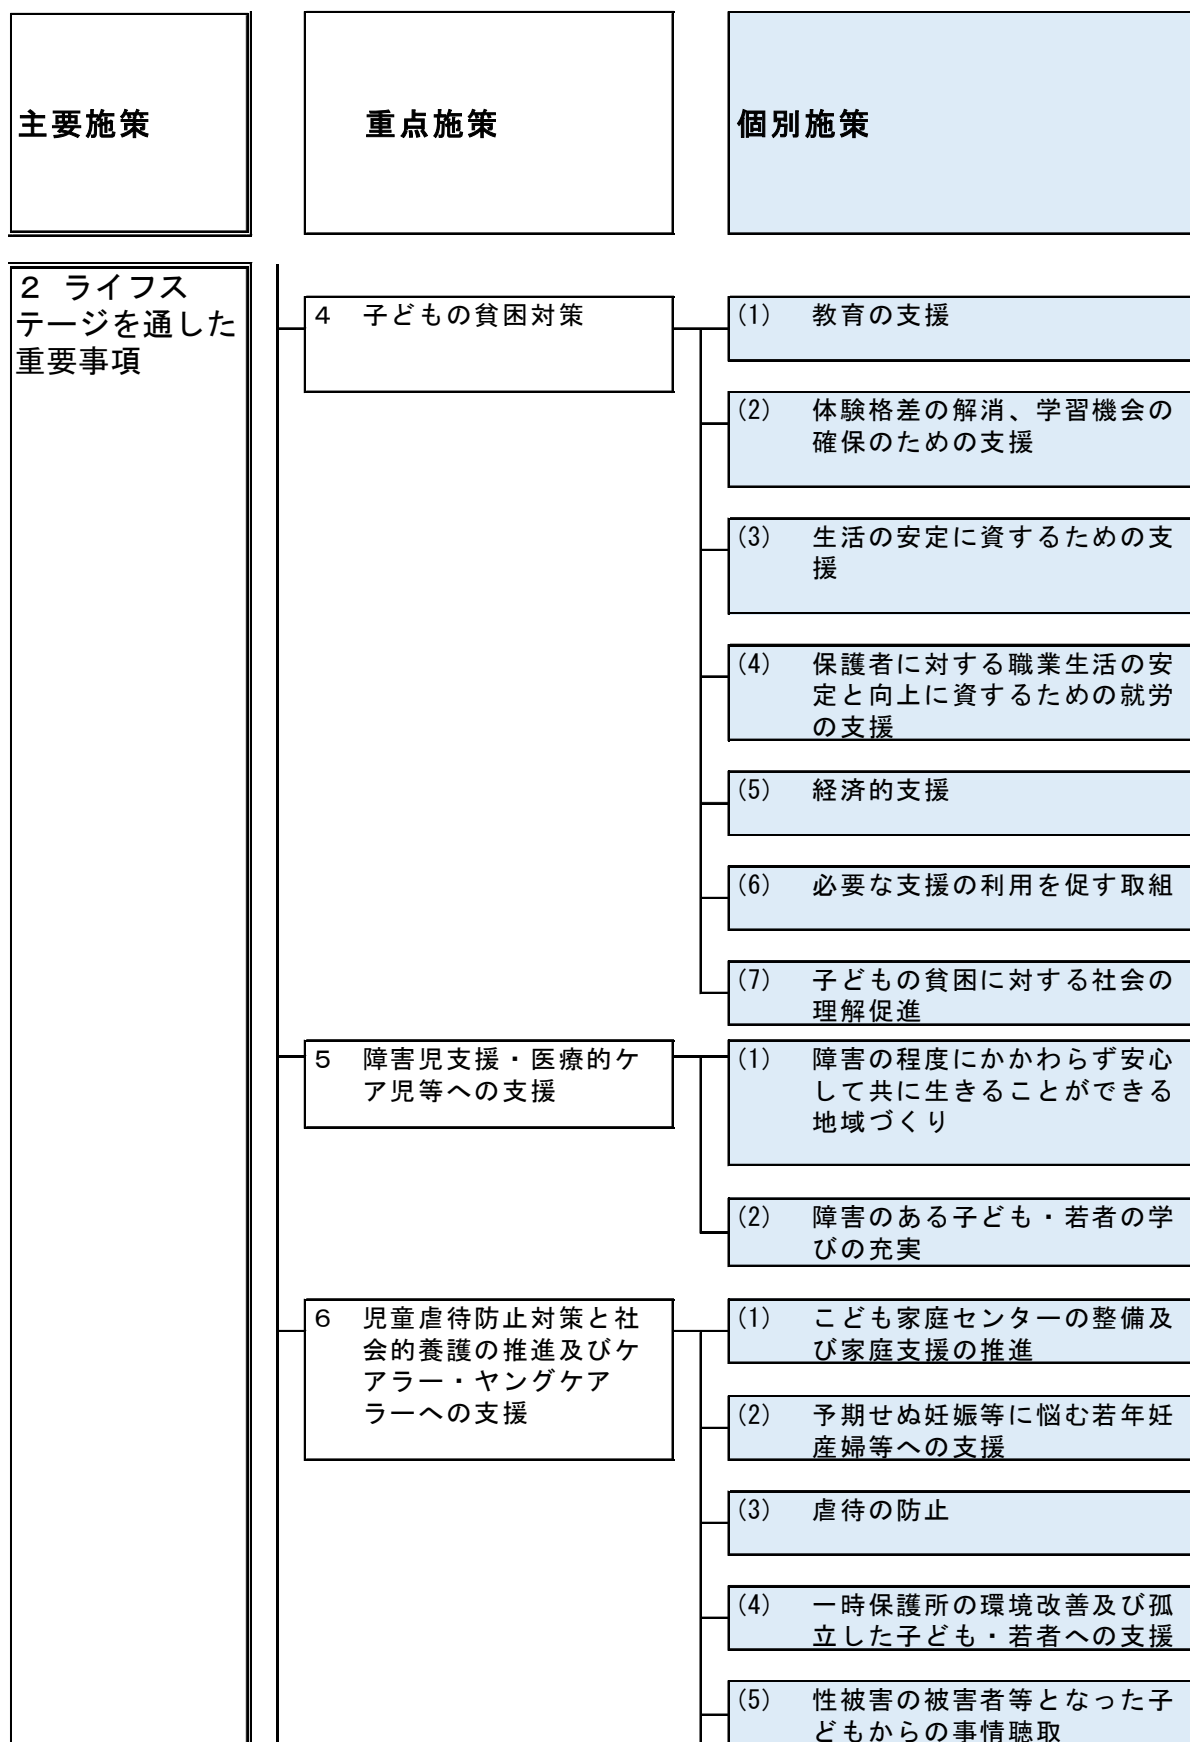 主要施策
重点施策
個別施策
２　ライフス
テージを通した
重要事項
４　子どもの貧困対策
(1)　教育の支援
(2)　体験格差の解消、学習機会の
確保のための支援
(3)　生活の安定に資するための支
援
(4)　保護者に対する職業生活の安
定と向上に資するための就労
の支援
(5)　経済的支援
(6)　必要な支援の利用を促す取組
(7)　子どもの貧困に対する社会の
理解促進
５　障害児支援・医療的ケ
ア児等への支援
(1)　障害の程度にかかわらず安心
して共に生きることができる
地域づくり
(2)　障害のある子ども・若者の学
びの充実
６　児童虐待防止対策と社
会的養護の推進及びケ
アラー・ヤングケア
ラーへの支援
(1)　こども家庭センターの整備及
び家庭支援の推進
(2)　予期せぬ妊娠等に悩む若年妊
産婦等への支援
(3)　虐待の防止
(4)　一時保護所の環境改善及び孤
立した子ども・若者への支援
(5)　性被害の被害者等となった子
どもからの事情聴取